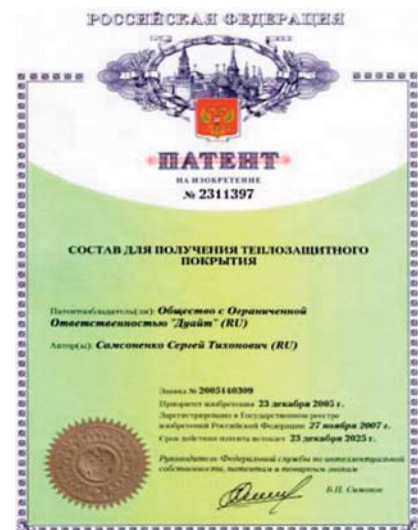 РОССИЙСКАЯ ФЕДЕРАЦИЯ
ПАТЕНТ
НА ИЗОБРЕТЕНИЕ
№ 2311397
СОСТАВ ДЛЯ ПОЛУЧЕНИЯ ТЕПЛОЗАЩИТНОГО
ПОКРЫТИЯ
Патентообладатель(ли): Общество с Ограниченной
Ответственностью "Дуайт" (RU)
Автор(ы): Самсоненко Сергей Тихонович (RU)
Заявка № 2005140309
Приоритет изобретения 23 декабря 2005 г.
Зарегистрировано в Государственном реестре
изобретений Российской Федерации 27 ноября 2007 г.
Срок действия патента истекает 23 декабря 2025 г.
Руководитель Федеральной службы по интеллектуальной
собственности, патентам и товарным знакам
Б.П. Симонов